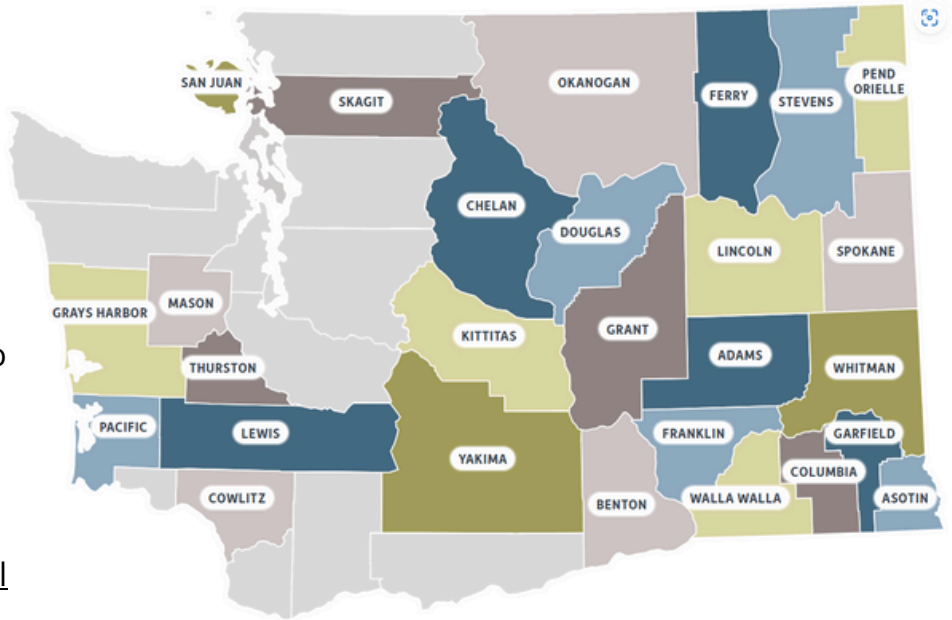 SAN JUAN
SKAGIT
OKANOGAN
FERRY
STEVENS
PEND
ORIELLE
CHELAN
DOUGLAS
LINCOLN
SPOKANE
GRAYS HARBOR
MASON
KITTITAS
GRANT
ADAMS
WHITMAN
THURSTON
PACIFIC
LEWIS
YAKIMA
FRANKLIN
GARFIELD
COLUMBIA
COWLITZ
BENTON
WALLA WALLA
ASOTIN